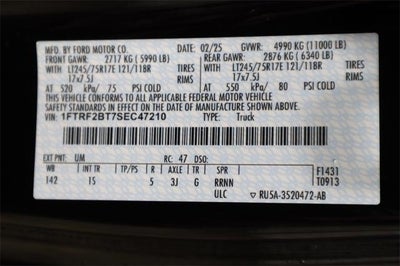 MFD. BY FORD MOTOR CO. DATE: 02/25 GVWR: 4990 KG (11000 LB)
FRONT GAWR: 2717 KG ( 5990 LB) REAR GAWR: 2876 KG ( 6340 LB)
LT245/75R17E 121/118R TIRES WITH LT245/75R17E 121/118R TIRES
17x7.5J RIMS 17x7.5J RIMS
AT 520 kPa/ 75 PSI COLD AT 550 kPa/ 80 PSI COLD
THIS VEHICLE CONFORMS TO ALL APPLICABLE FEDERAL MOTOR VEHICLE
SAFETY STANDARDS IN EFFECT ON THE DATE OF MANUFACTURE SHOWN ABOVE.
VIN: 1FTRF2BT7SEC47210 TYPE: Truck
EXT PNT: UM RC: 47 DSO:
WB INT TR TP/PS R AXLE TR SPR F1431
142 IS 5 3J G RRNN T0913
ULC RU5A-3520472-AB